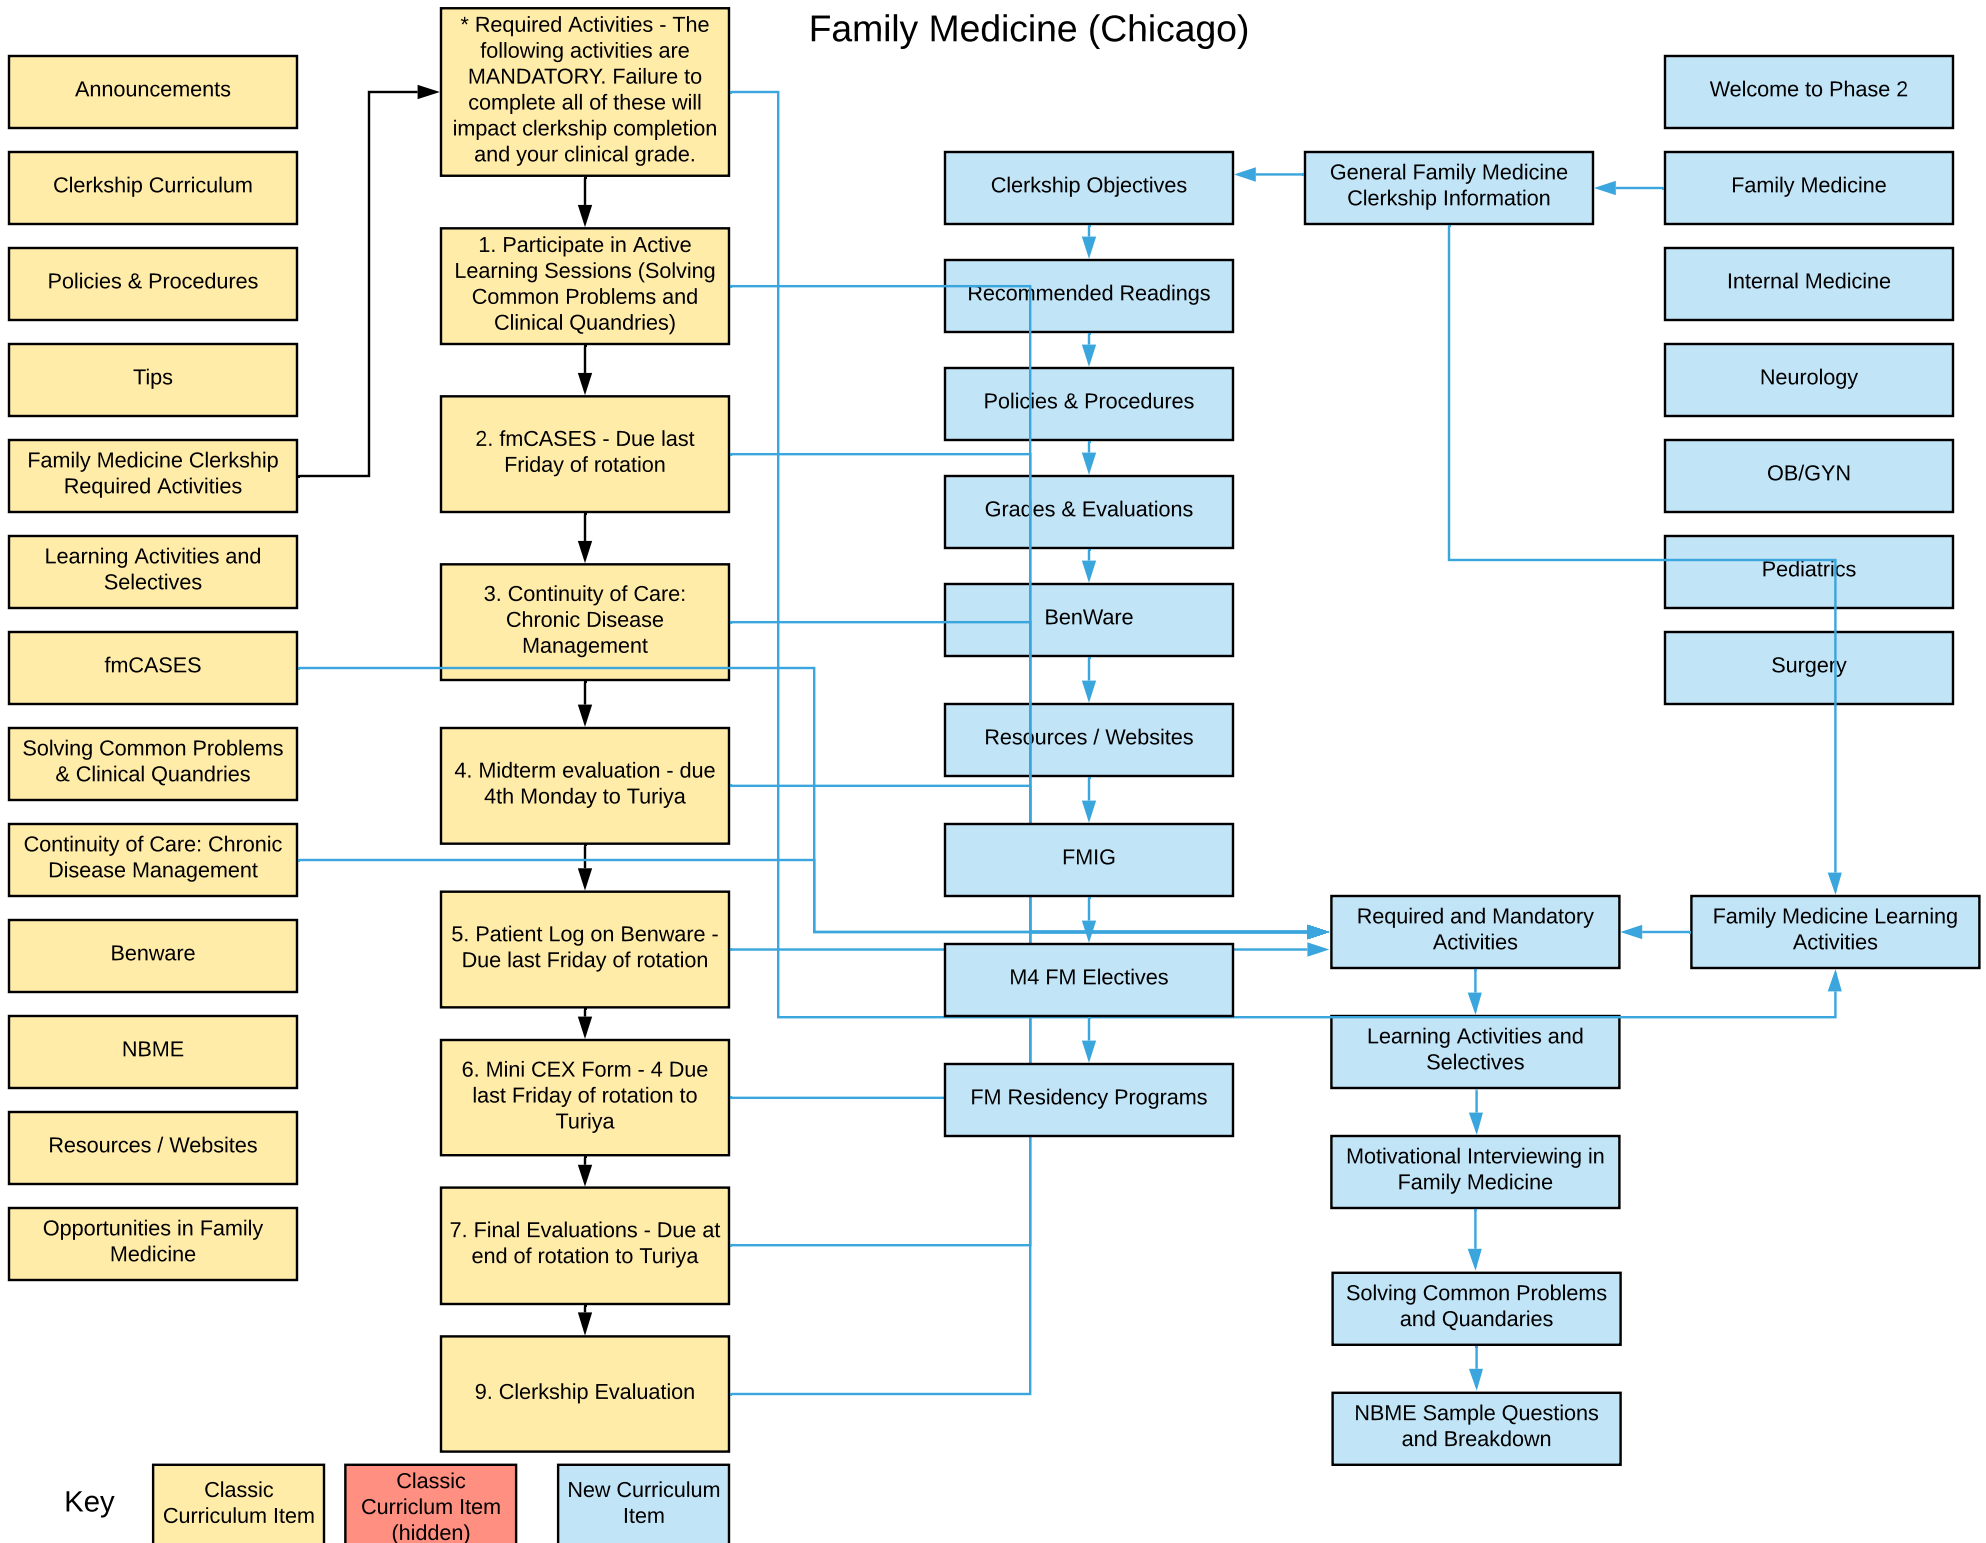 Family Medicine (Chicago)
Announcements
Clerkship Curriculum
Policies & Procedures
Tips
Family Medicine Clerkship
Required Activities
Learning Activities and
Selectives
fmCASES
Solving Common Problems
& Clinical Quandries
Continuity of Care: Chronic
Disease Management
Benware
NBME
Resources / Websites
Opportunities in Family
Medicine
* Required Activities - The
following activities are
MANDATORY. Failure to
complete all of these will
impact clerkship completion
and your clinical grade.
1. Participate in Active
Learning Sessions (Solving
Common Problems and
Clinical Quandries)
2. fmCASES - Due last
Friday of rotation
3. Continuity of Care:
Chronic Disease
Management
4. Midterm evaluation - due
4th Monday to Turiya
5. Patient Log on Benware -
Due last Friday of rotation
6. Mini CEX Form - 4 Due
last Friday of rotation to
Turiya
7. Final Evaluations - Due at
end of rotation to Turiya
9. Clerkship Evaluation
Clerkship Objectives
Recommended Readings
Policies & Procedures
Grades & Evaluations
BenWare
Resources / Websites
FMIG
M4 FM Electives
FM Residency Programs
General Family Medicine
Clerkship Information
Required and Mandatory
Activities
Learning Activities and
Selectives
Motivational Interviewing in
Family Medicine
Solving Common Problems
and Quandaries
NBME Sample Questions
and Breakdown
Welcome to Phase 2
Family Medicine
Internal Medicine
Neurology
OB/GYN
Pediatrics
Surgery
Family Medicine Learning
Activities
Key
Classic
Curriculum Item
Classic
Curriclum Item
(hidden)
New Curriculum
Item